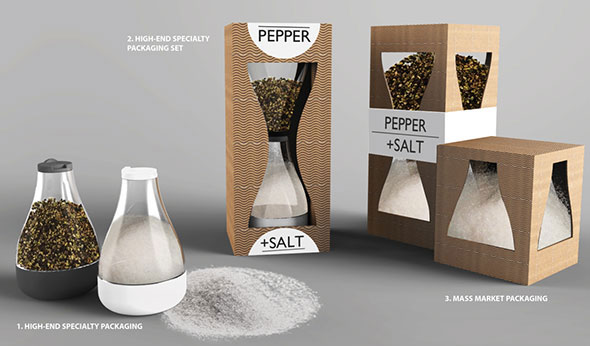 2. HIGH-END SPECIALTY
PACKAGING SET
PEPPER
+SALT
PEPPER
+SALT
1. HIGH-END SPECIALTY PACKAGING
3. MASS MARKET PACKAGING